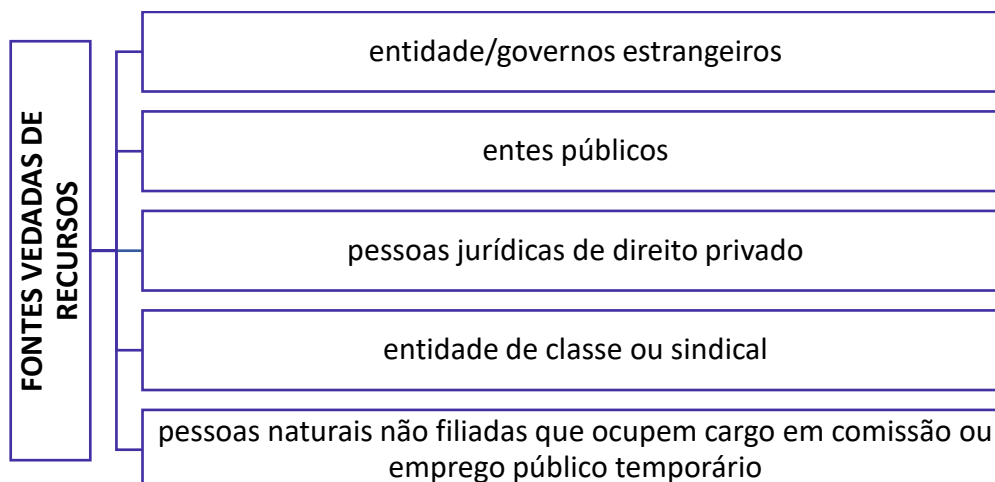 FONTES VEDADAS DE
RECURSOS
entidade/governos estrangeiros
entes públicos
pessoas jurídicas de direito privado
entidade de classe ou sindical
pessoas naturais não filiadas que ocupem cargo em comissão ou
emprego público temporário